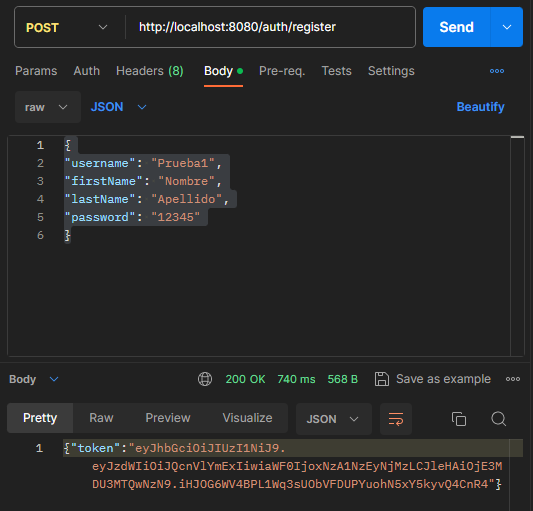 POST http://localhost:8080/auth/register Send
Params Auth Headers (8) Body Pre-req. Tests Settings
raw JSON Beautify
1 {
2 "username": "Prueba1",
3 "firstName": "Nombre",
4 "lastName": "Apellido",
5 "password": "12345"
6 }
Body 200 OK 740 ms 568 B Save as example
Pretty Raw Preview Visualize JSON
1 {"token":"eyJhbGciOiJIUzI1NiJ9.
eyJzdWIiOiJQcnVlYmExIiwiaWF0IjoxNzA1NzEyNjMzLCJleHAiOjE3M
DU3MTQwNzN9.iHJOG6WV4BPL1Wq3sUObVFDUPYuohN5xY5kyvQ4CnR4"}